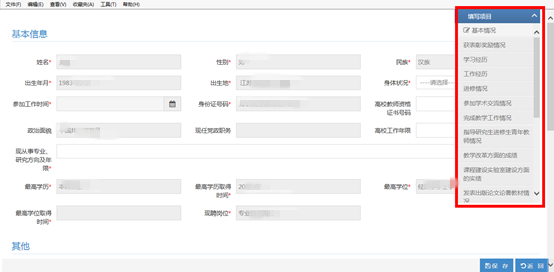 文件(F) 编辑(E) 查看(V) 收藏夹(A) 工具(T) 帮助(H)
填写项目
基本情况
获表彰奖励情况
学习经历
工作经历
进修情况
参加学术交流情况
完成教学工作情况
指导研究生进修生青年教
师情况
教学改革方面的成绩
课程建设实验室建设方面
的实绩
发表出版论文论著教材情
况
基本信息
姓名* 性别* 民族* 汉族
出生年月* 1983 出生地* 江苏 身体状况* ----请选择----
参加工作时间* 身份证号码* 高校教师资格
证书号码
政治面貌 现任党政职务 高校工作年限
现从事专业、
研究方向及年
限*
最高学历* 最高学历取得
时间* 20 最高学位*
最高学位取得
时间* 现聘岗位* 专业
其他
保 存 返 回